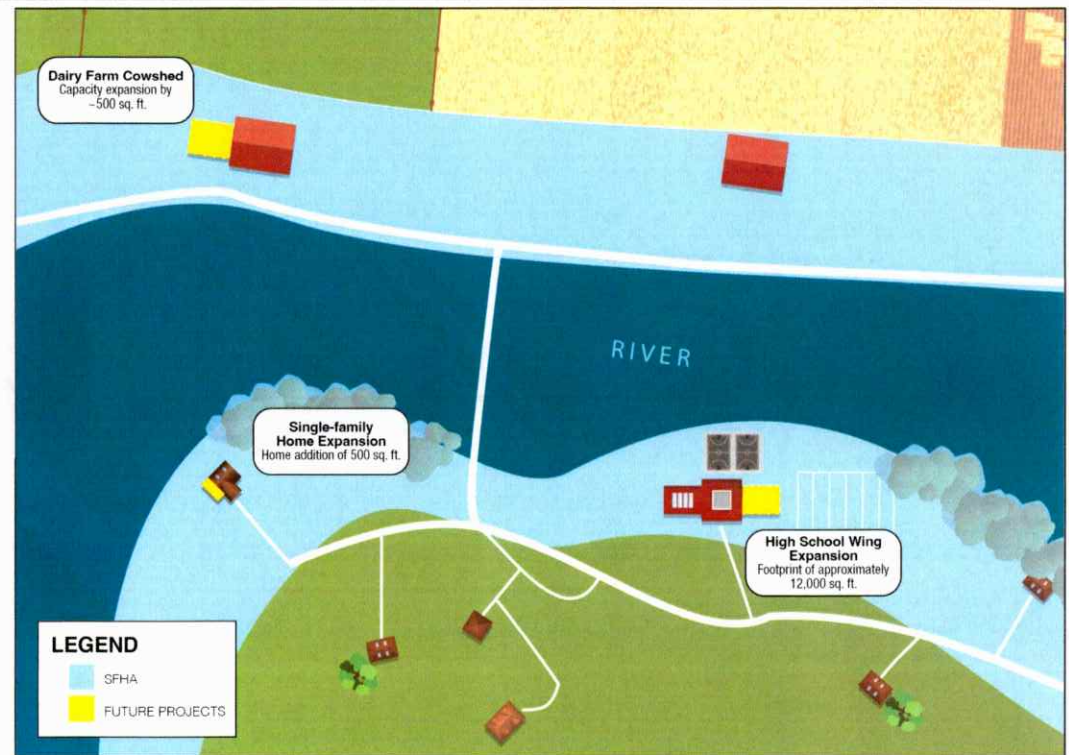 Dairy Farm Cowshed
Capacity expansion by
~500 sq. ft.
RIVER
Single-family
Home Expansion
Home addition of 500 sq. ft.
High School Wing
Expansion
Footprint of approximately
12,000 sq. ft.
LEGEND
SFHA
FUTURE PROJECTS